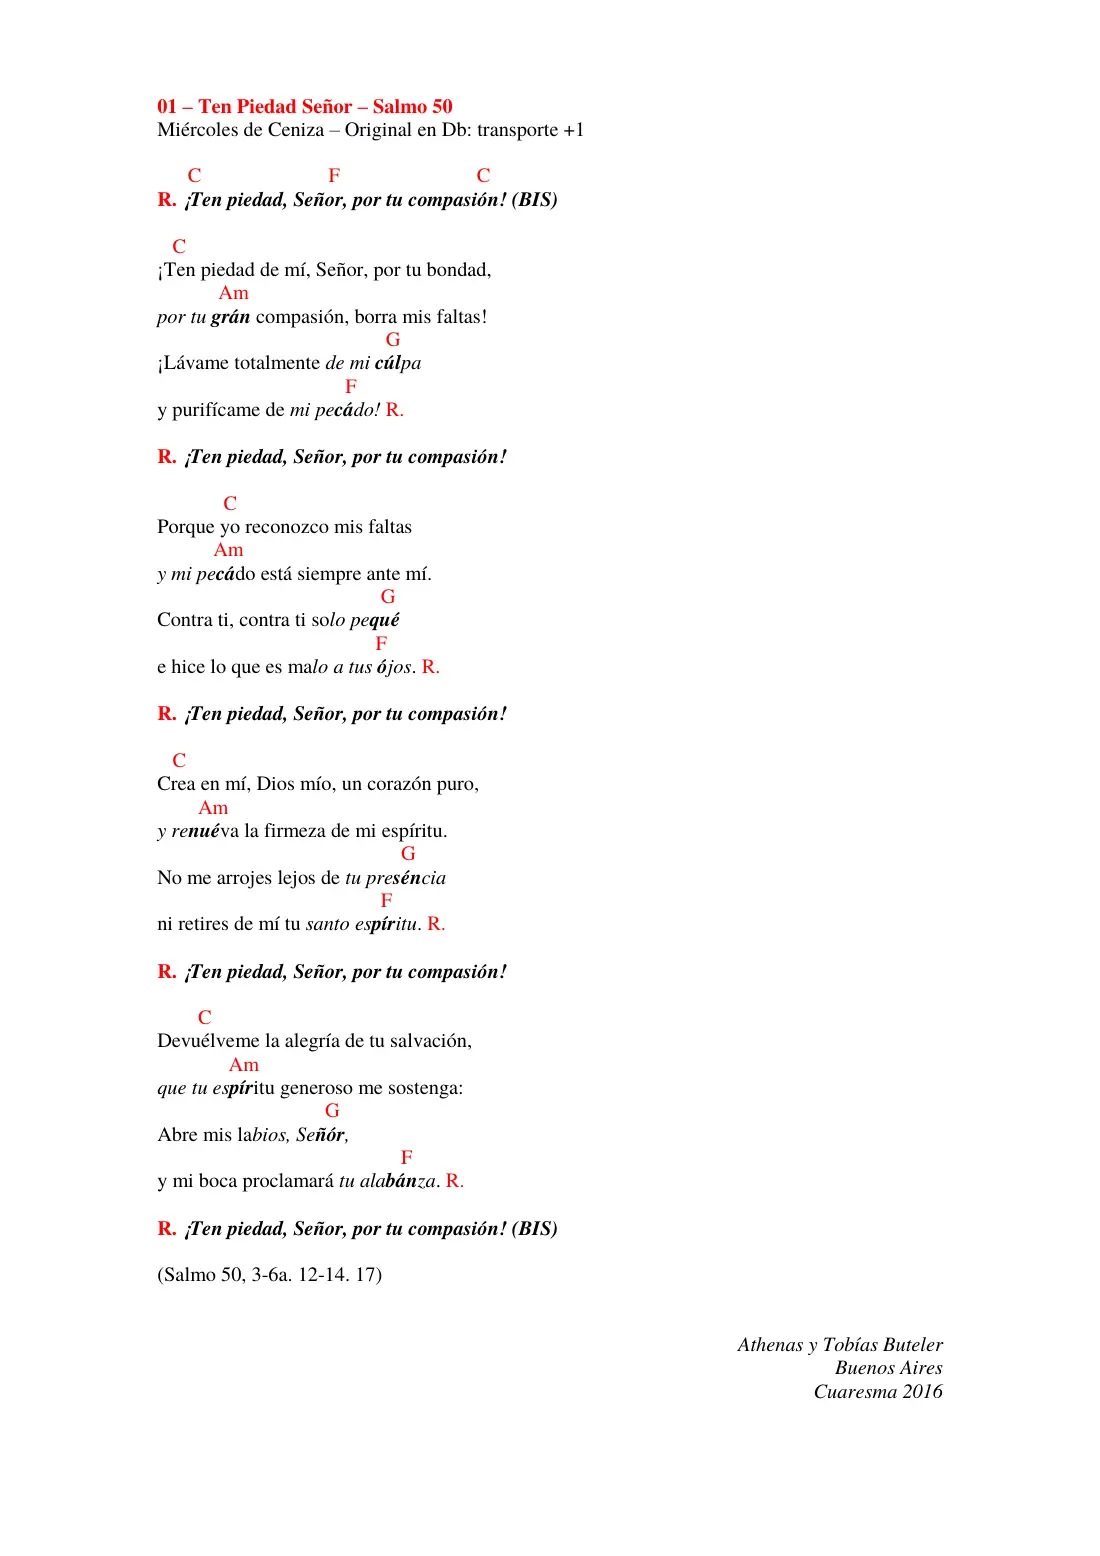 01 – Ten Piedad Señor – Salmo 50
Miércoles de Ceniza – Original en Db: transporte +1
C F C
R. ¡Ten piedad, Señor, por tu compasión! (BIS)
C
¡Ten piedad de mí, Señor, por tu bondad,
Am
por tu grán compasión, borra mis faltas!
G
¡Lávame totalmente de mi cúlpa
F
y purifícame de mi pecádo! R.
R. ¡Ten piedad, Señor, por tu compasión!
C
Porque yo reconozco mis faltas
Am
y mi pecádo está siempre ante mí.
G
Contra ti, contra ti solo pequé
F
e hice lo que es malo a tus ójos. R.
R. ¡Ten piedad, Señor, por tu compasión!
C
Crea en mí, Dios mío, un corazón puro,
Am
y renuéva la firmeza de mi espíritu.
G
No me arrojes lejos de tu preséncia
F
ni retires de mí tu santo espíritu. R.
R. ¡Ten piedad, Señor, por tu compasión!
C
Devuélveme la alegría de tu salvación,
Am
que tu espíritu generoso me sostenga:
G
Abre mis labios, Señór,
F
y mi boca proclamará tu alabánza. R.
R. ¡Ten piedad, Señor, por tu compasión! (BIS)
(Salmo 50, 3-6a. 12-14. 17)
Athenas y Tobías Buteler
Buenos Aires
Cuaresma 2016